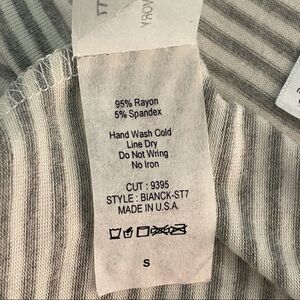 IVORY
95% Rayon
5% Spandex
Hand Wash Cold
Line Dry
Do Not Wring
No Iron
CUT : 9395
STYLE : BIANCK-ST7
MADE IN U.S.A.
S